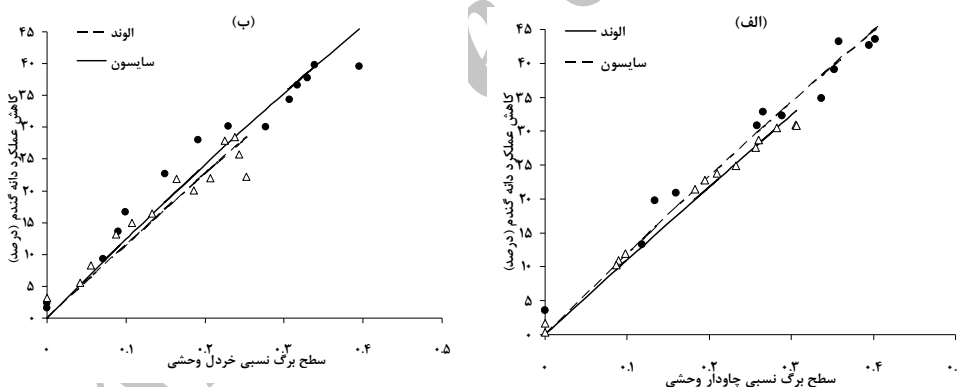 (الف)
الوند
سایسون
کاهش عملکرد دانه گندم (درصد)
۴۵
۴۰
۳۵
۳۰
۲۵
۲۰
۱۵
۱۰
۵
۰
۰ ۰.۱ ۰.۲ ۰.۳ ۰.۴
سطح برگ نسبی چاودار وحشی
(ب)
الوند
سایسون
کاهش عملکرد دانه گندم (درصد)
۴۵
۴۰
۳۵
۳۰
۲۵
۲۰
۱۵
۱۰
۵
۰
۰ ۰.۱ ۰.۲ ۰.۳ ۰.۴ ۰.۵
سطح برگ نسبی خردل وحشی